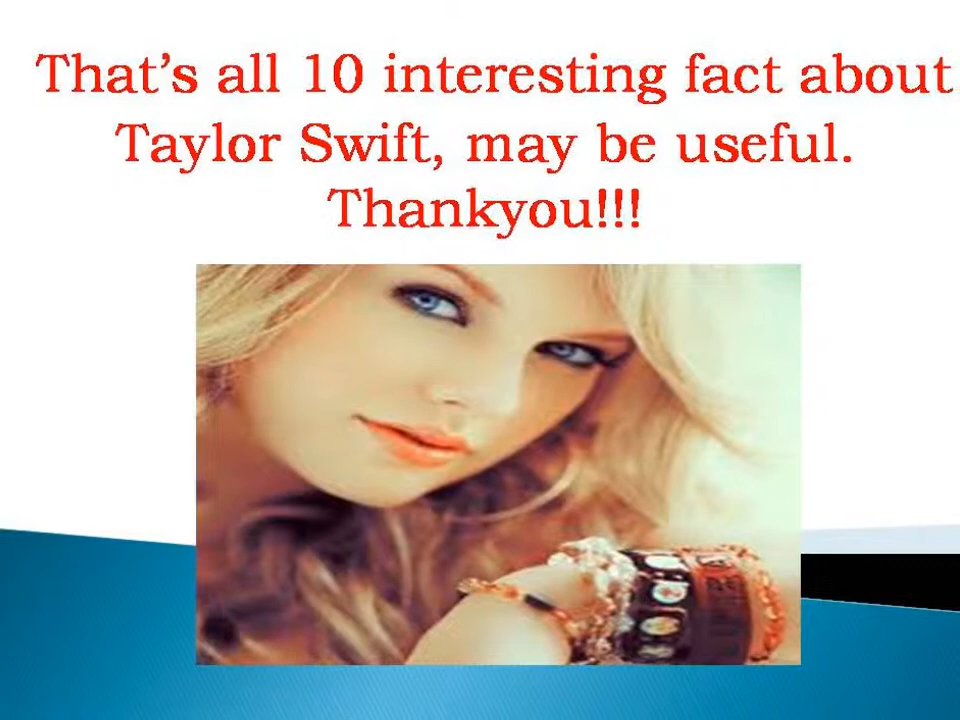 That's all 10 interesting fact about
Taylor Swift, may be useful.
Thankyou!!!